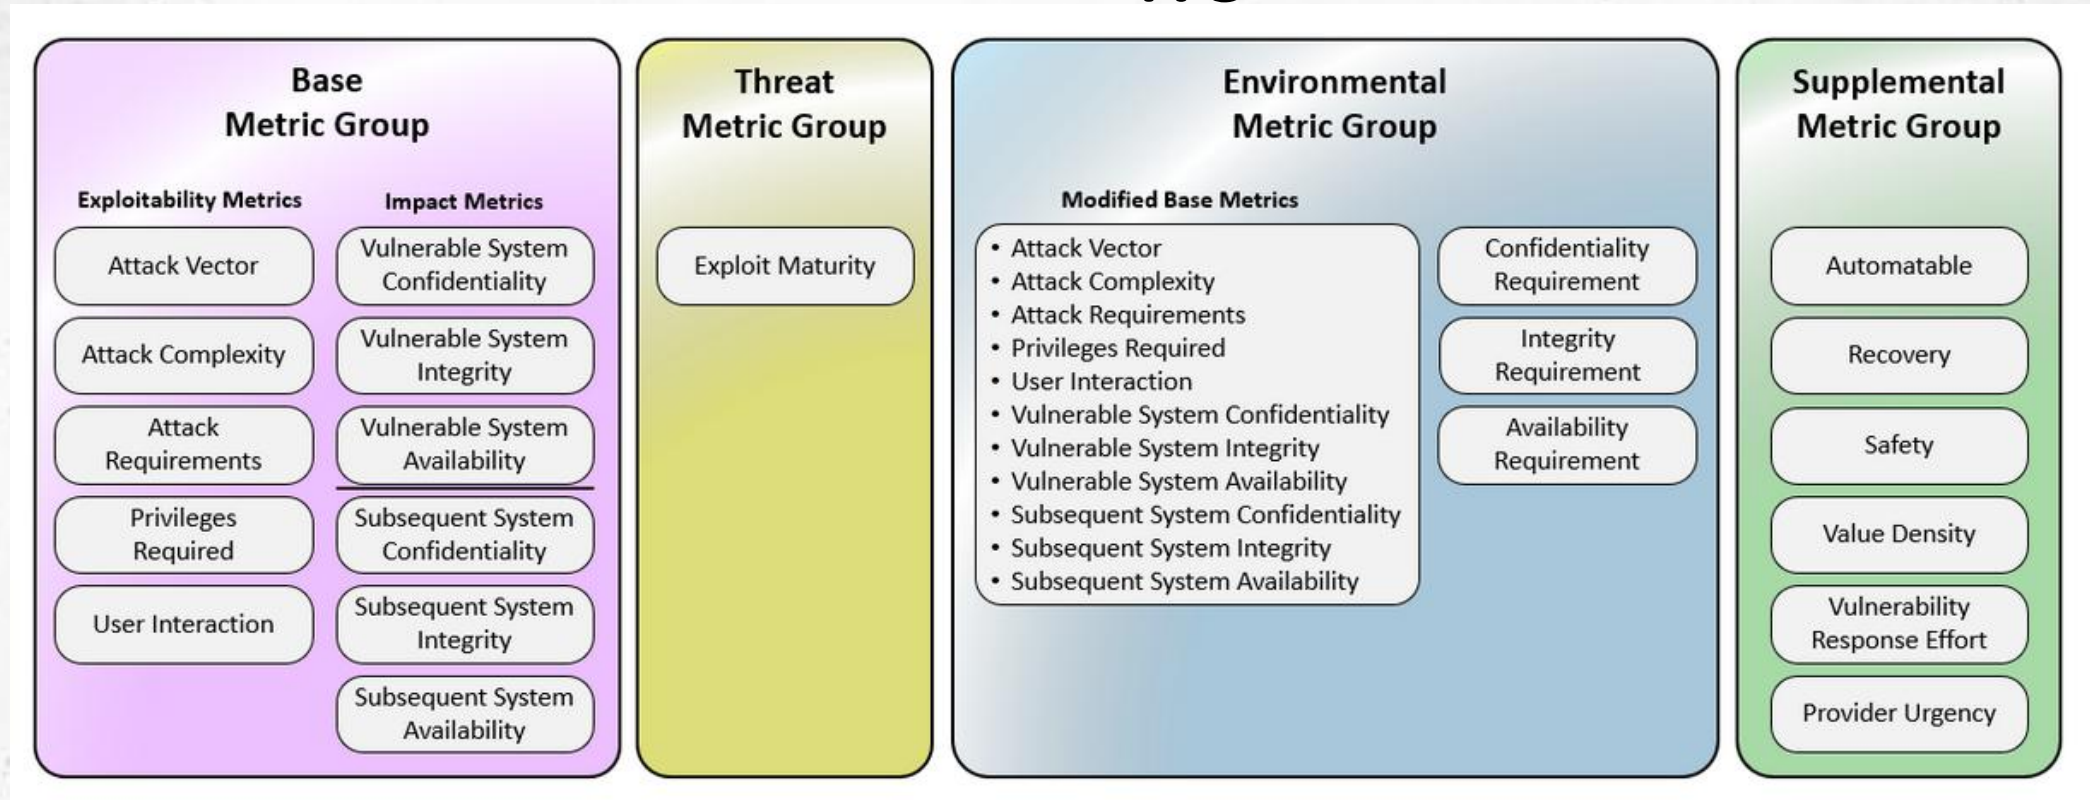 Base
Metric Group
Exploitability Metrics
Attack Vector
Attack Complexity
Attack
Requirements
Privileges
Required
User Interaction
Impact Metrics
Vulnerable System
Confidentiality
Vulnerable System
Integrity
Vulnerable System
Availability
Subsequent System
Confidentiality
Subsequent System
Integrity
Subsequent System
Availability
Threat
Metric Group
Exploit Maturity
Environmental
Metric Group
Modified Base Metrics
• Attack Vector
• Attack Complexity
• Attack Requirements
• Privileges Required
• User Interaction
• Vulnerable System Confidentiality
• Vulnerable System Integrity
• Vulnerable System Availability
• Subsequent System Confidentiality
• Subsequent System Integrity
• Subsequent System Availability
Confidentiality
Requirement
Integrity
Requirement
Availability
Requirement
Supplemental
Metric Group
Automatable
Recovery
Safety
Value Density
Vulnerability
Response Effort
Provider Urgency